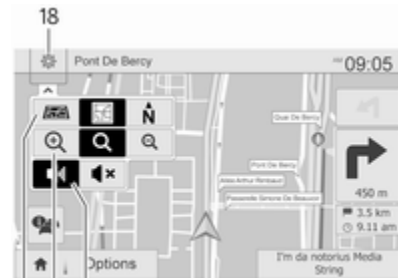 18
Pont De Bercy
09:05
N
Quai De Bercy
Pont De Bercy
Allée Arthur Rimbaud
Passerelle Simone De Beauvoir
450 m
3.5 km
9.11 am
Options
I'm da notorius Media
String